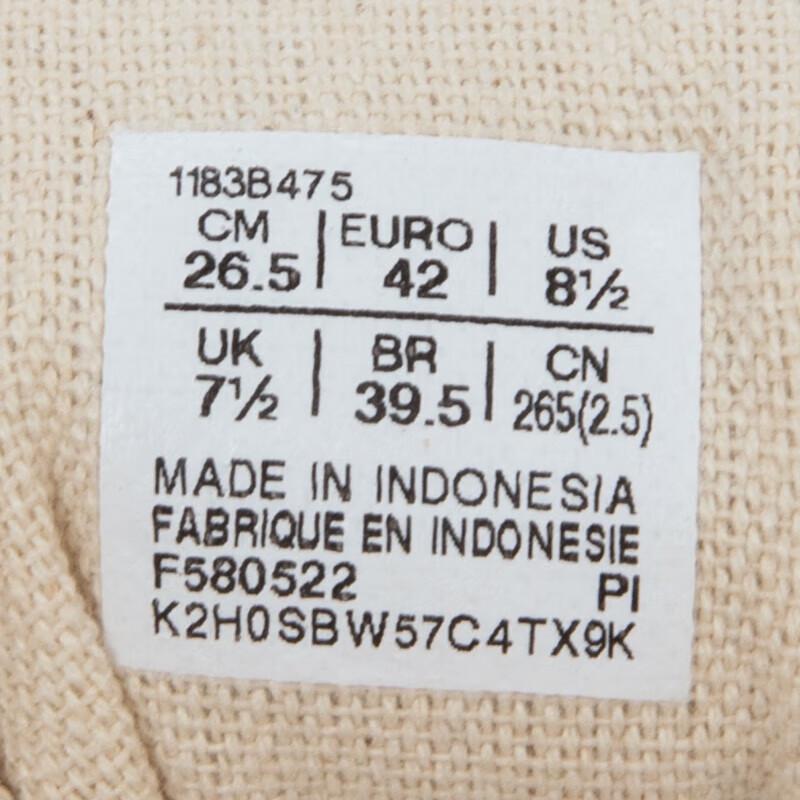 1183B475
CM | EURO | US
26.5 | 42 | 8½
UK | BR | CN
7½ | 39.5 | 265(2.5)
MADE IN INDONESIA
FABRIQUE EN INDONESIE
F580522 PI
K2H0SBW57C4TX9K